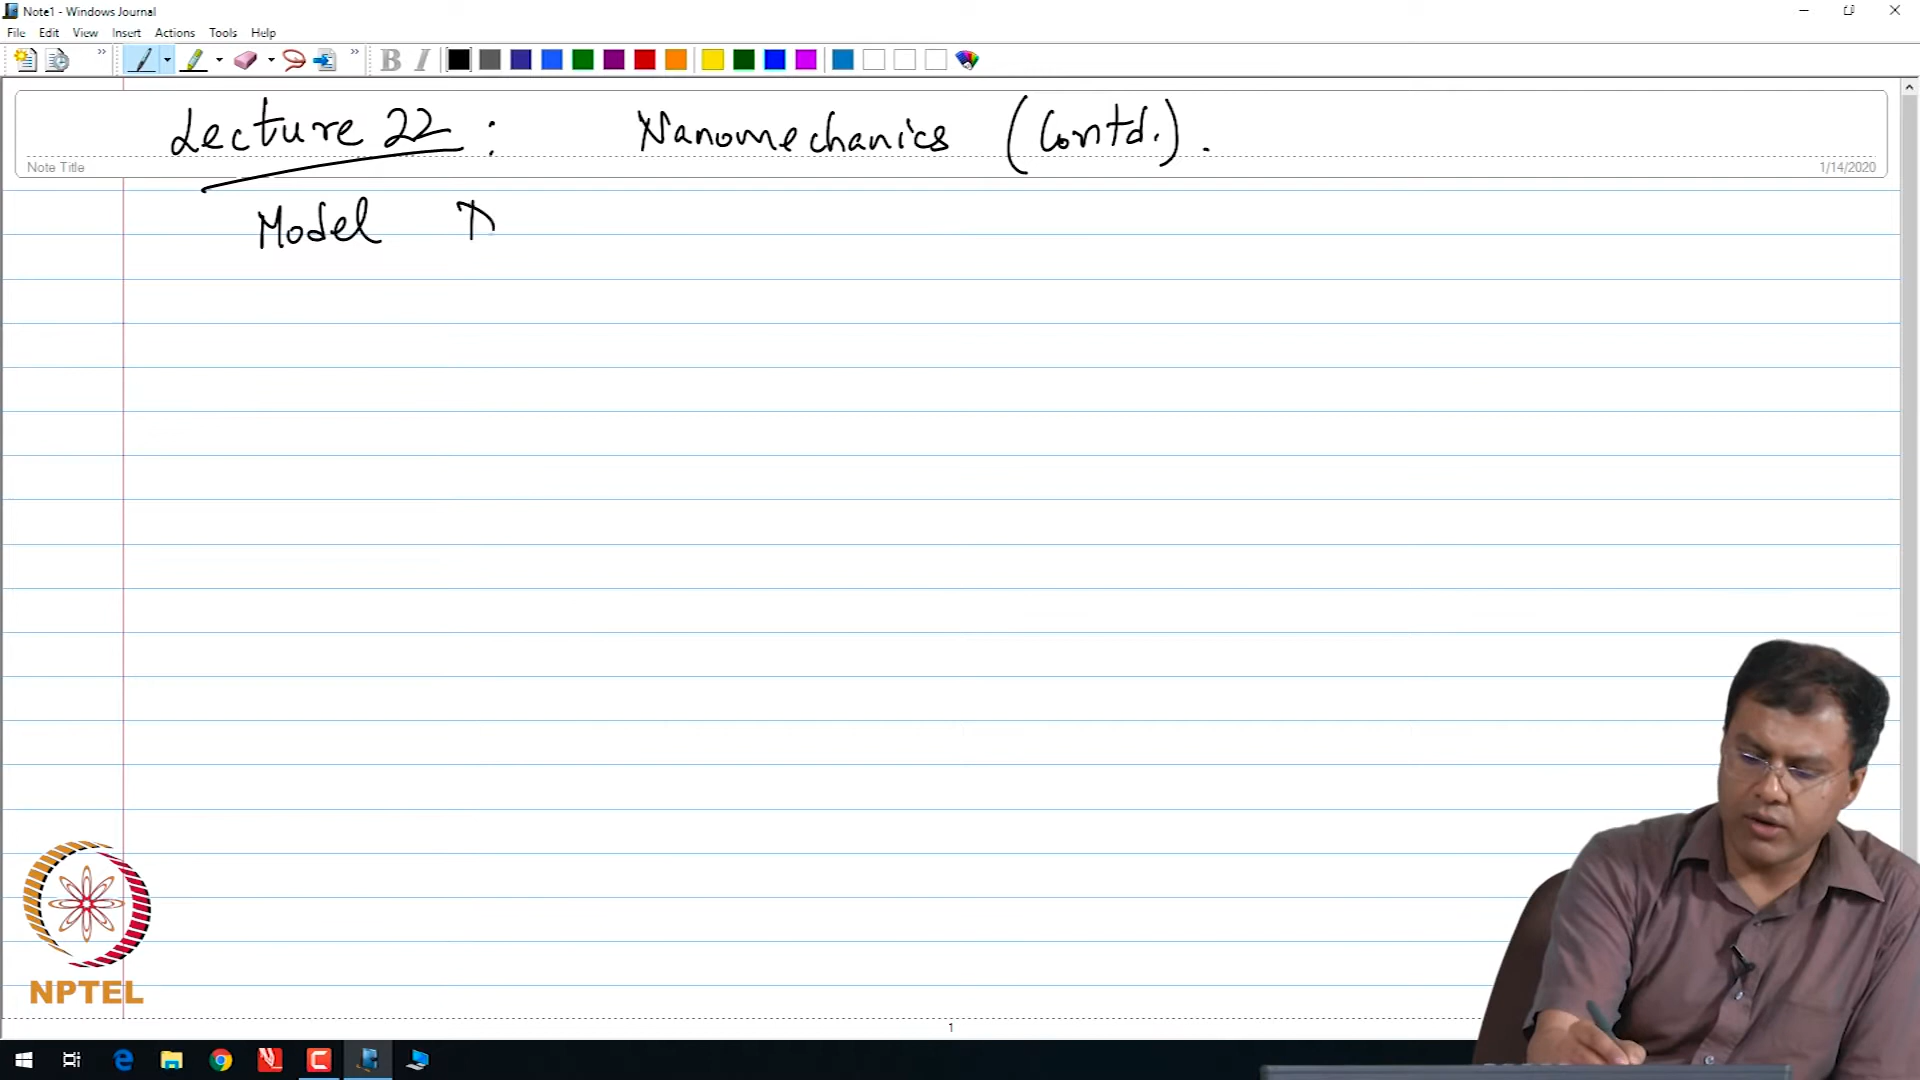 Note1 - Windows Journal
File Edit View Insert Actions Tools Help
B I
Lecture 22 : Nanomechanics (Contd.).
Note Title
1/14/2020
Model
NPTEL
1